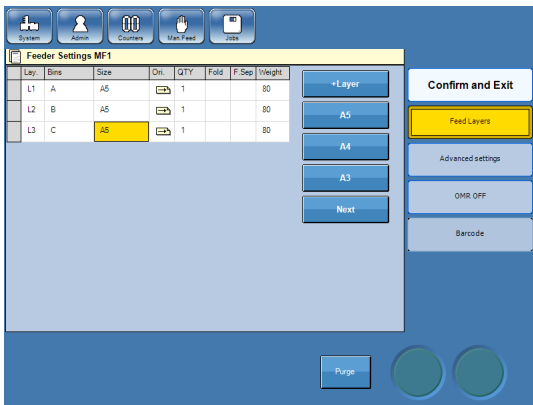 System Admin Counters Man Feed Jobs
Feeder Settings MF1
Lay. Bins Size Ori. QTY Fold F.Sep Weight
L1 A A5 1 80
L2 B A5 1 80
L3 C A5 1 80
+Layer
A5
A4
A3
Next
Confirm and Exit
Feed Layers
Advanced settings
OMR OFF
Barcode
Purge